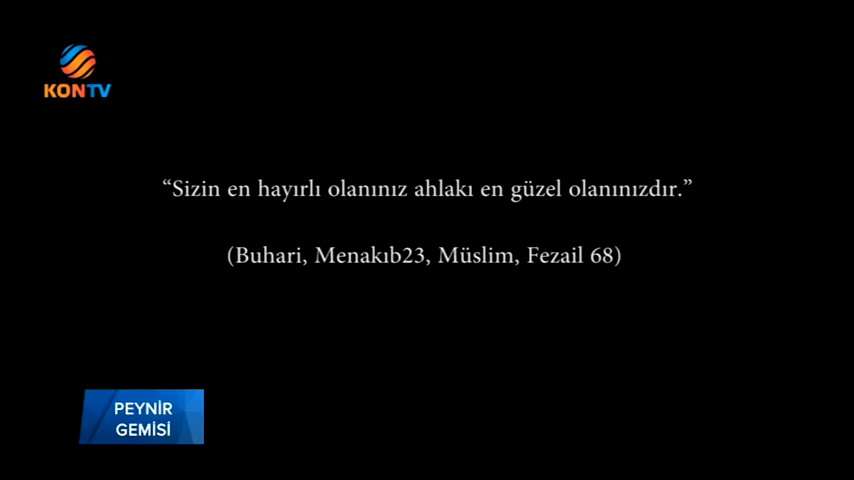 KONTV
“Sizin en hayırlı olanınız ahlakı en güzel olanınızdır.”
(Buhari, Menakıb23, Müslim, Fezail 68)
PEYNİR
GEMİSİ